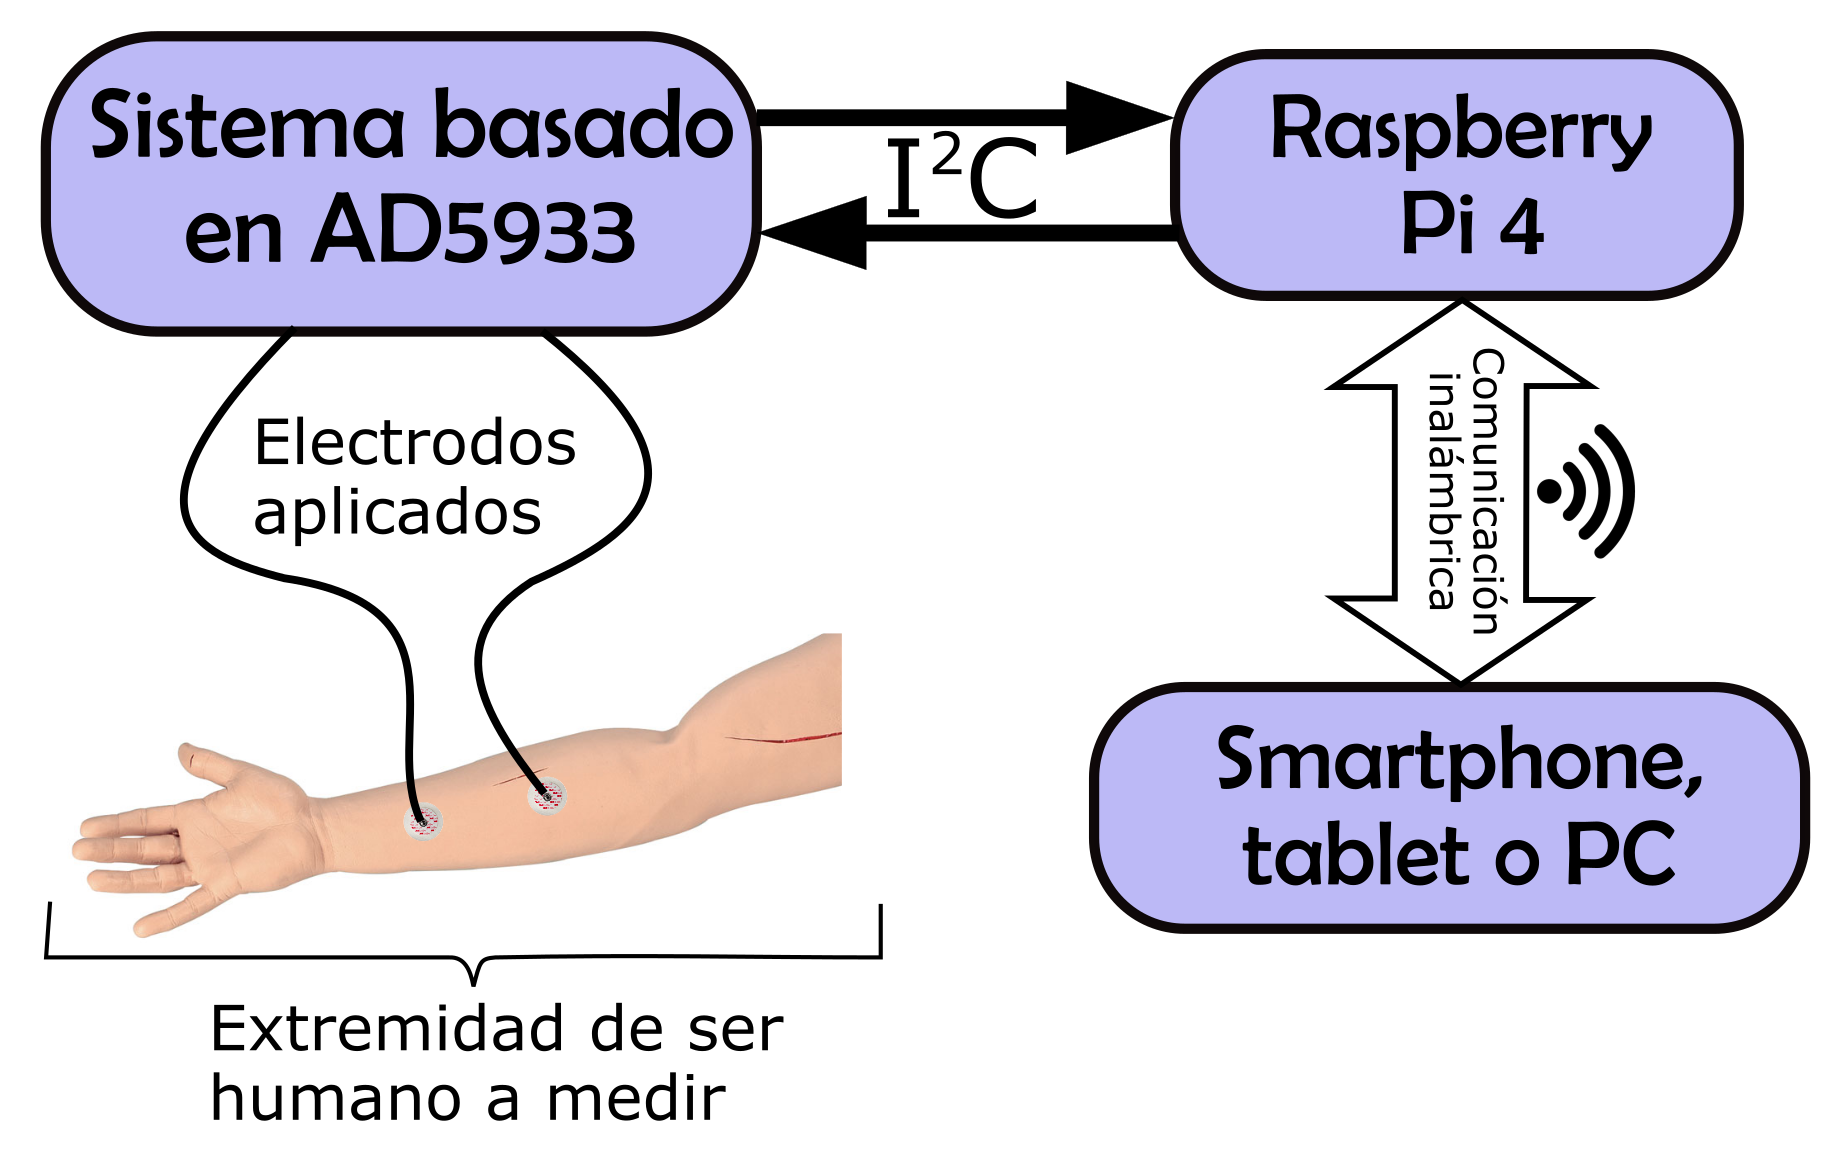 Sistema basado
en AD5933
I²C
Raspberry
Pi 4
Electrodos
aplicados
Comunicación
inalámbrica
Smartphone,
tablet o PC
Extremidad de ser
humano a medir